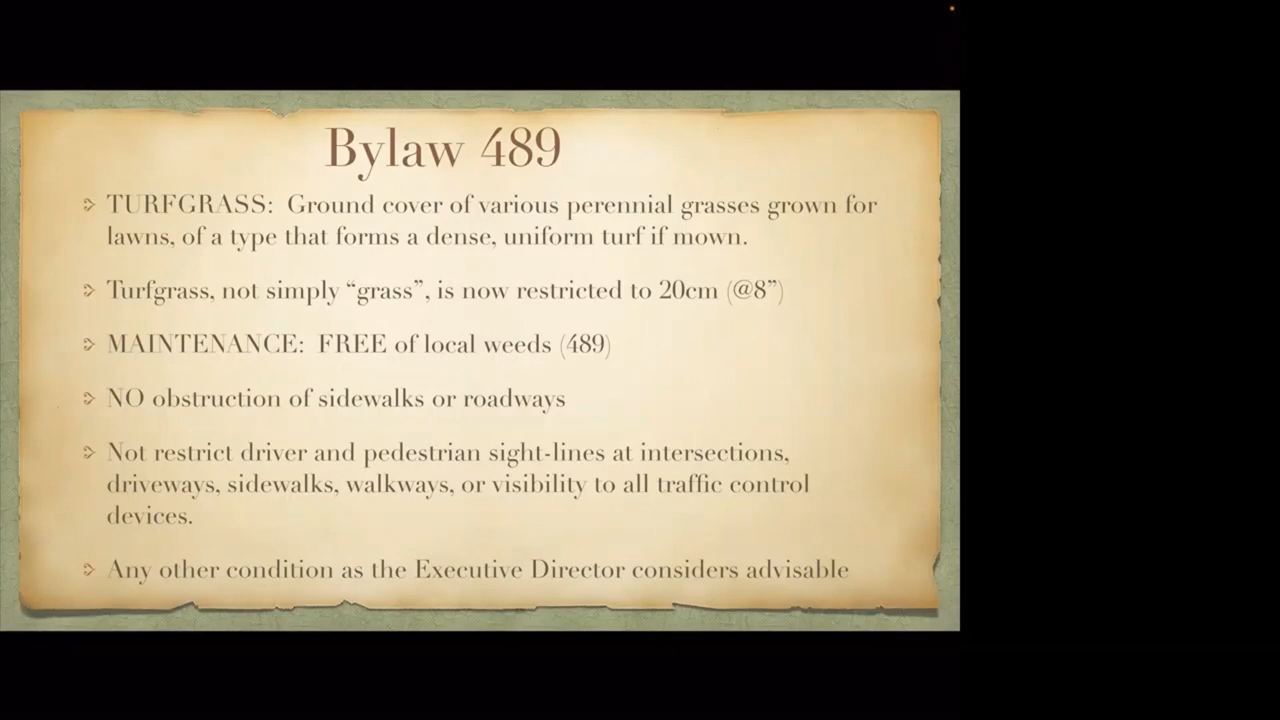 Bylaw 489
TURFGRASS: Ground cover of various perennial grasses grown for
lawns, of a type that forms a dense, uniform turf if mown.
Turfgrass, not simply “grass”, is now restricted to 20cm (@8”)
MAINTENANCE: FREE of local weeds (489)
NO obstruction of sidewalks or roadways
Not restrict driver and pedestrian sight-lines at intersections,
driveways, sidewalks, walkways, or visibility to all traffic control
devices.
Any other condition as the Executive Director considers advisable